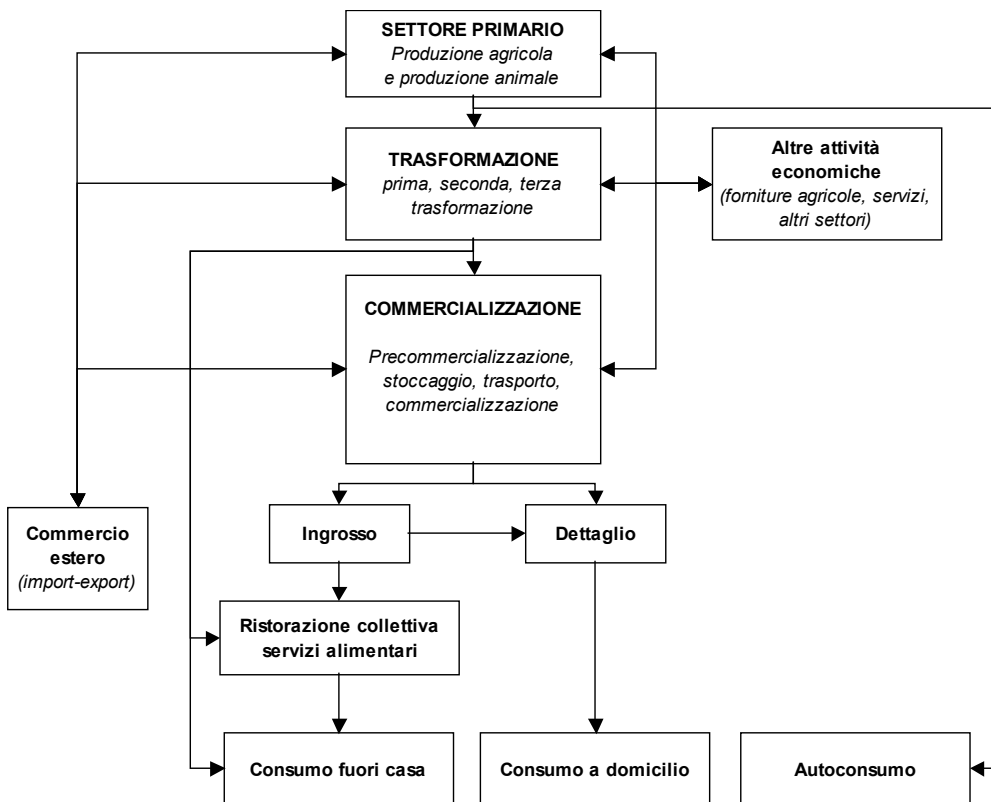 SETTORE PRIMARIO
Produzione agricola
e produzione animale
TRASFORMAZIONE
prima, seconda, terza
trasformazione
Altre attività
economiche
(forniture agricole, servizi,
altri settori)
COMMERCIALIZZAZIONE
Precommercializzazione,
stoccaggio, trasporto,
commercializzazione
Commercio
estero
(import-export)
Ingrosso
Dettaglio
Ristorazione collettiva
servizi alimentari
Consumo fuori casa
Consumo a domicilio
Autoconsumo